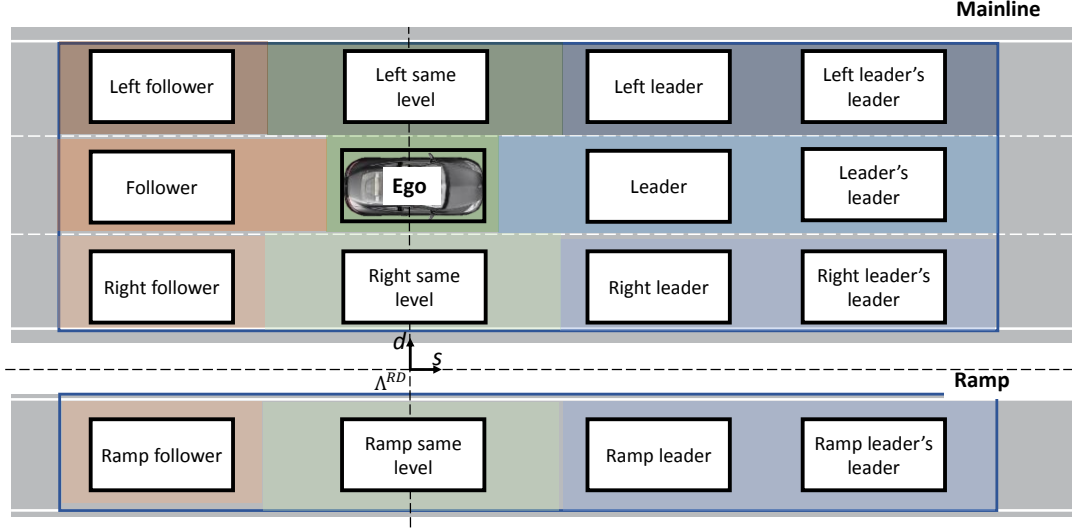 Mainline
Left follower
Left same
level
Left leader
Left leader's
leader
Follower
Ego
Leader
Leader's
leader
Right follower
Right same
level
Right leader
Right leader's
leader
d
s
Λ^RD
Ramp
Ramp follower
Ramp same
level
Ramp leader
Ramp leader's
leader